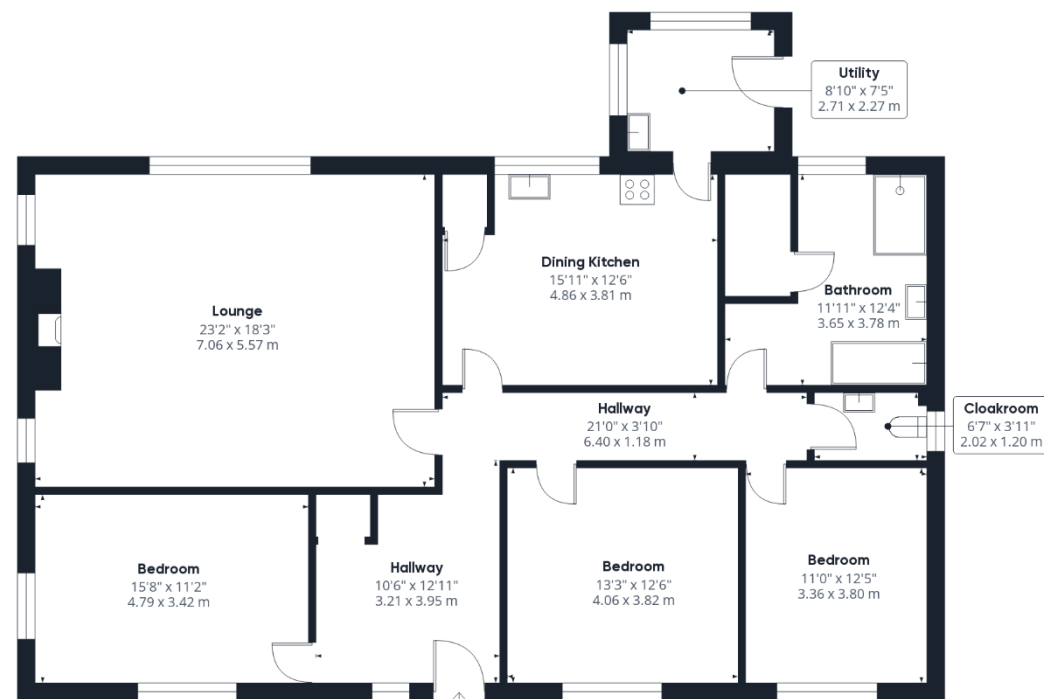 Utility
8'10" x 7'5"
2.71 x 2.27 m
Dining Kitchen
15'11" x 12'6"
4.86 x 3.81 m
Bathroom
11'11" x 12'4"
3.65 x 3.78 m
Lounge
23'2" x 18'3"
7.06 x 5.57 m
Hallway
21'0" x 3'10"
6.40 x 1.18 m
Cloakroom
6'7" x 3'11"
2.02 x 1.20 m
Bedroom
15'8" x 11'2"
4.79 x 3.42 m
Hallway
10'6" x 12'11"
3.21 x 3.95 m
Bedroom
13'3" x 12'6"
4.06 x 3.82 m
Bedroom
11'0" x 12'5"
3.36 x 3.80 m